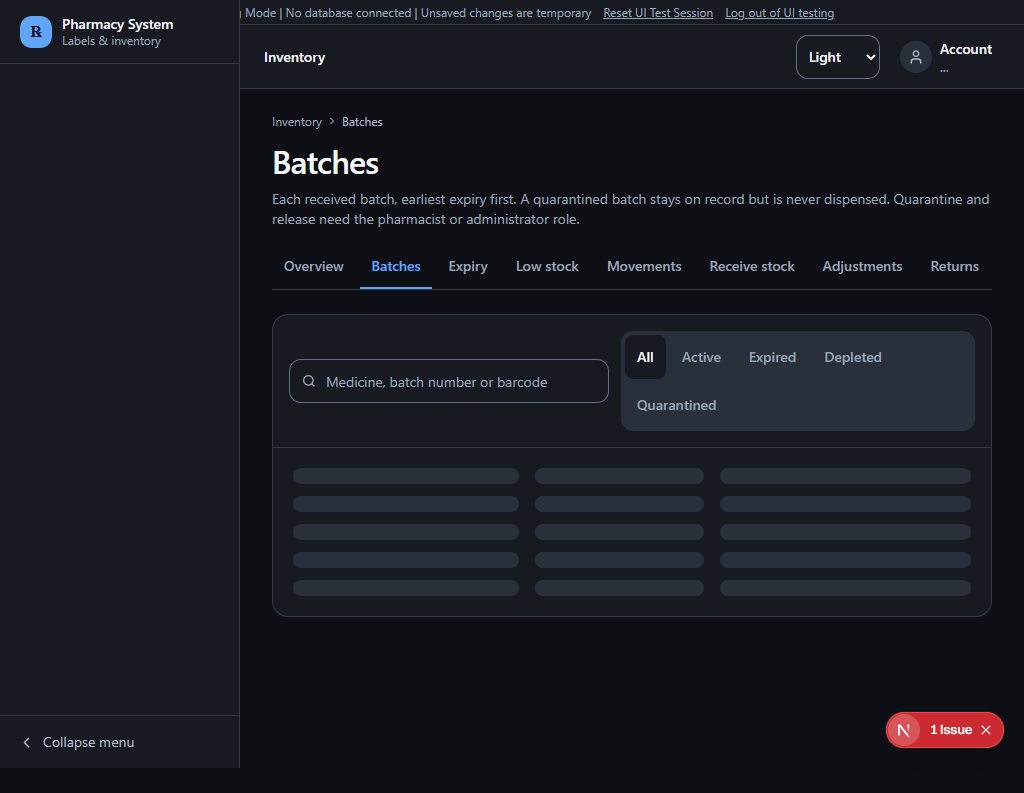 ℞
Pharmacy System
Labels & inventory
Mode | No database connected | Unsaved changes are temporary Reset UI Test Session Log out of UI testing
Inventory
Light
Account
...
Inventory > Batches
Batches
Each received batch, earliest expiry first. A quarantined batch stays on record but is never dispensed. Quarantine and
release need the pharmacist or administrator role.
Overview Batches Expiry Low stock Movements Receive stock Adjustments Returns
Medicine, batch number or barcode
All Active Expired Depleted
Quarantined
Collapse menu
N 1 Issue